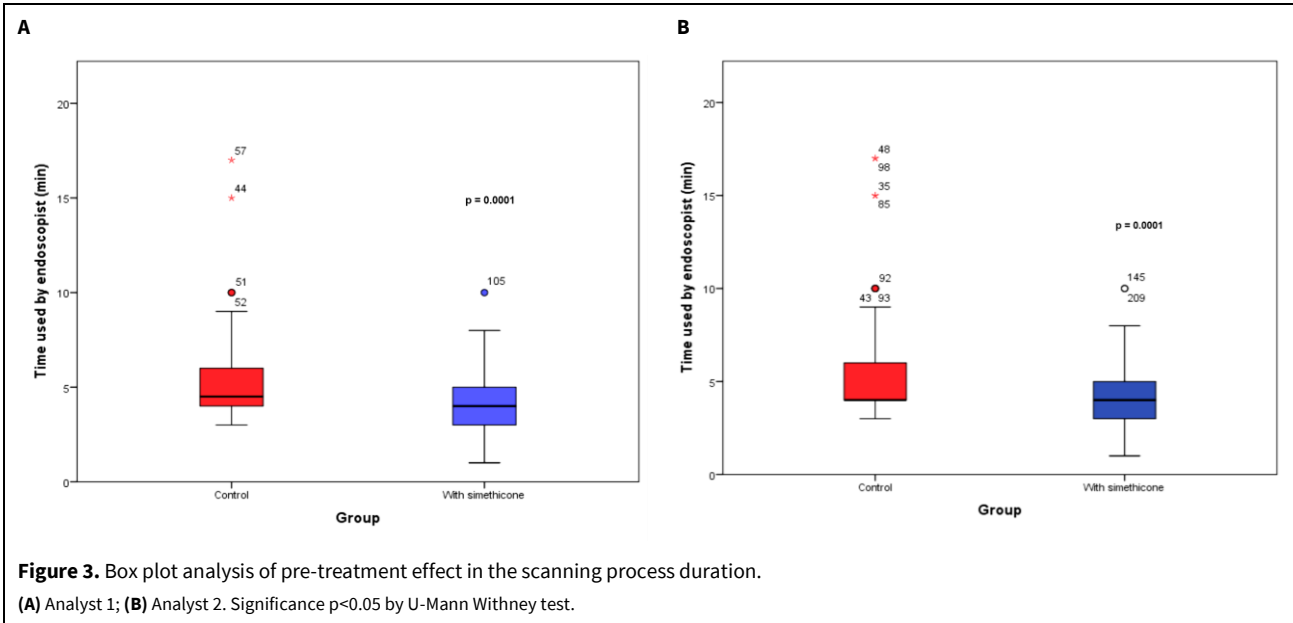 A
B
Time used by endoscopist (min)
20
15
10
5
0
57
44
51
52
p = 0.0001
105
Control
With simethicone
Group
Time used by endoscopist (min)
20
15
10
5
0
48
98
35
85
92
43 93
p = 0.0001
145
209
Control
With simethicone
Group
Figure 3. Box plot analysis of pre-treatment effect in the scanning process duration.
(A) Analyst 1; (B) Analyst 2. Significance p<0.05 by U-Mann Withney test.